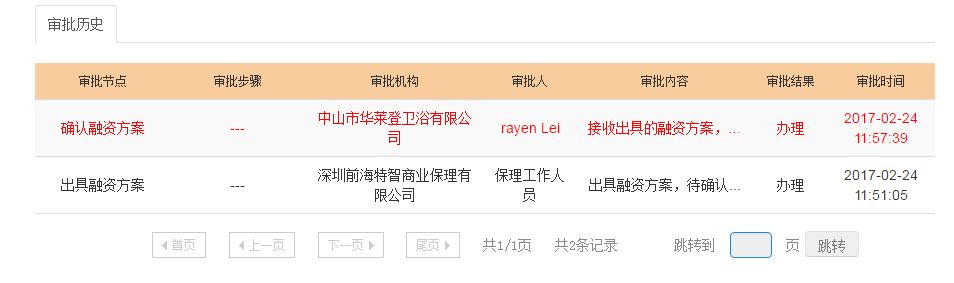 审批历史
审批节点 审批步骤 审批机构 审批人 审批内容 审批结果 审批时间
确认融资方案 --- 中山市华莱登卫浴有限公 rayen Lei 接收出具的融资方案，... 办理 2017-02-24
司 11:57:39
出具融资方案 --- 深圳前海特智商业保理有 保理工作人 出具融资方案，待确认... 办理 2017-02-24
限公司 员 11:51:05
首页 上一页 下一页 尾页 共1/1页 共2条记录 跳转到 页 跳转